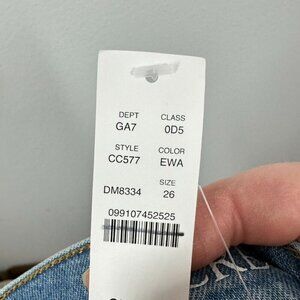 DEPT CLASS
GA7 0D5
STYLE COLOR
CC577 EWA
SIZE
DM8334 26
099107452525